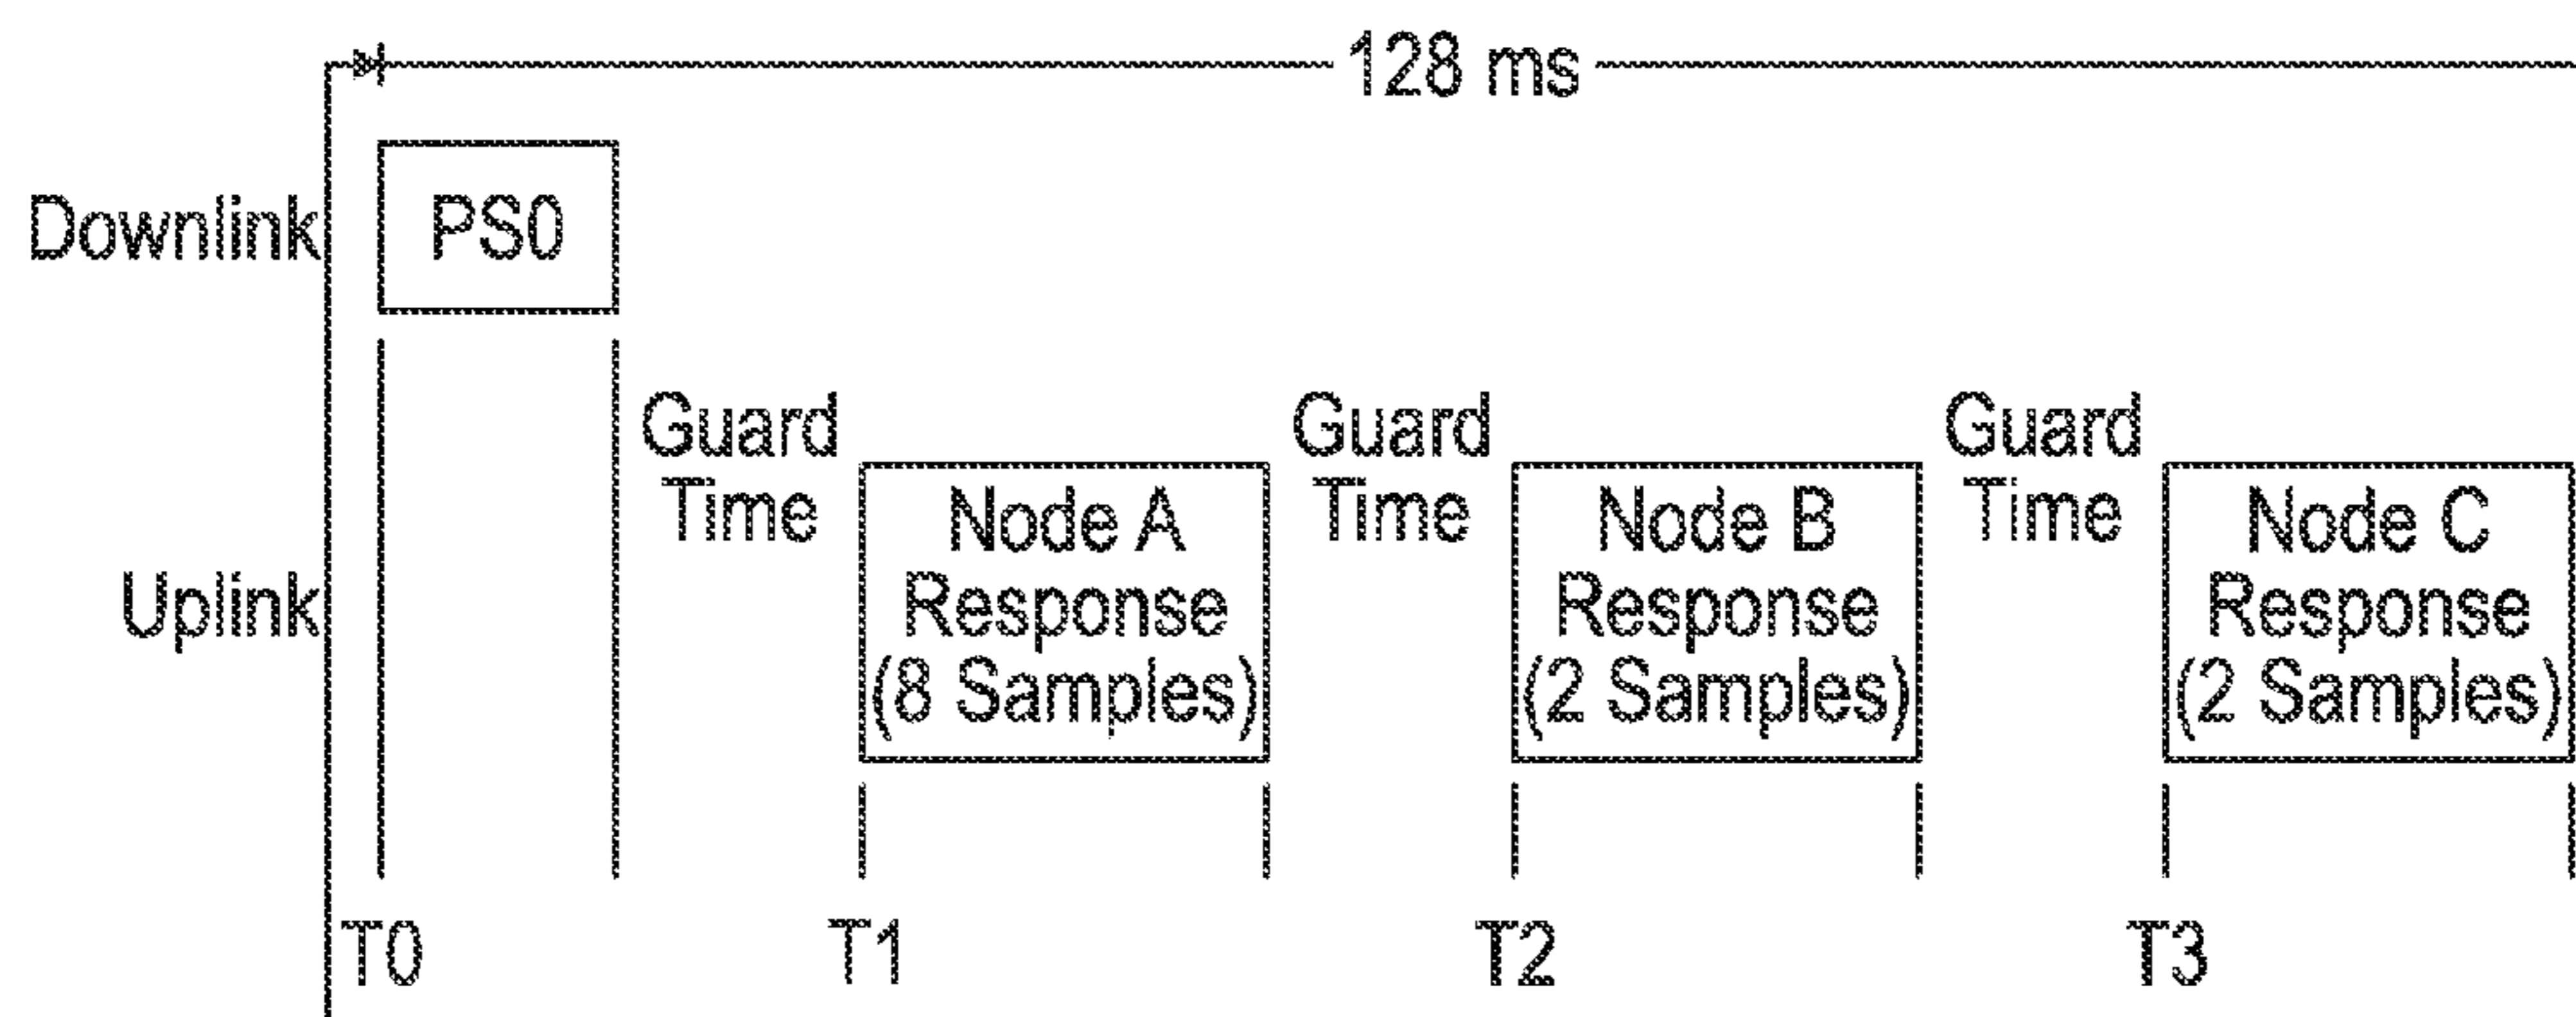 128 ms
Downlink
PS0
Guard
Time
Guard
Time
Guard
Time
Uplink
Node A
Response
(8 Samples)
Node B
Response
(2 Samples)
Node C
Response
(2 Samples)
T0
T1
T2
T3